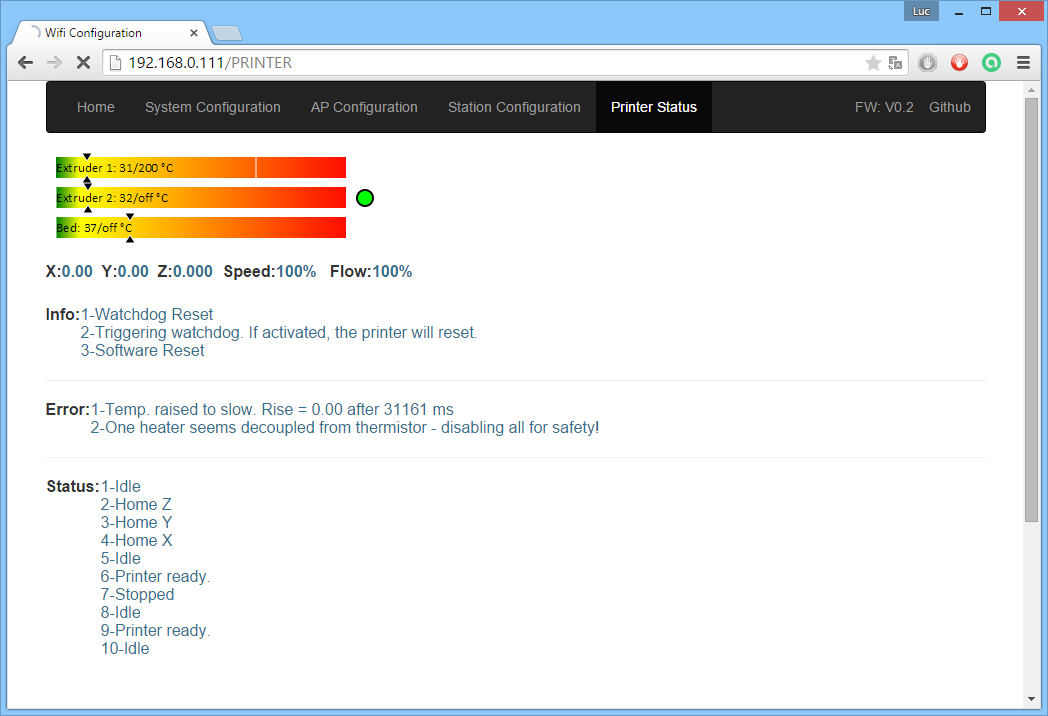 Luc
Wifi Configuration
192.168.0.111/PRINTER
Home System Configuration AP Configuration Station Configuration Printer Status FW: V0.2 Github
Extruder 1: 31/200 °C
Extruder 2: 32/off °C
Bed: 37/off °C
X:0.00 Y:0.00 Z:0.000 Speed:100% Flow:100%
Info:1-Watchdog Reset
2-Triggering watchdog. If activated, the printer will reset.
3-Software Reset
Error:1-Temp. raised to slow. Rise = 0.00 after 31161 ms
2-One heater seems decoupled from thermistor - disabling all for safety!
Status:1-Idle
2-Home Z
3-Home Y
4-Home X
5-Idle
6-Printer ready.
7-Stopped
8-Idle
9-Printer ready.
10-Idle